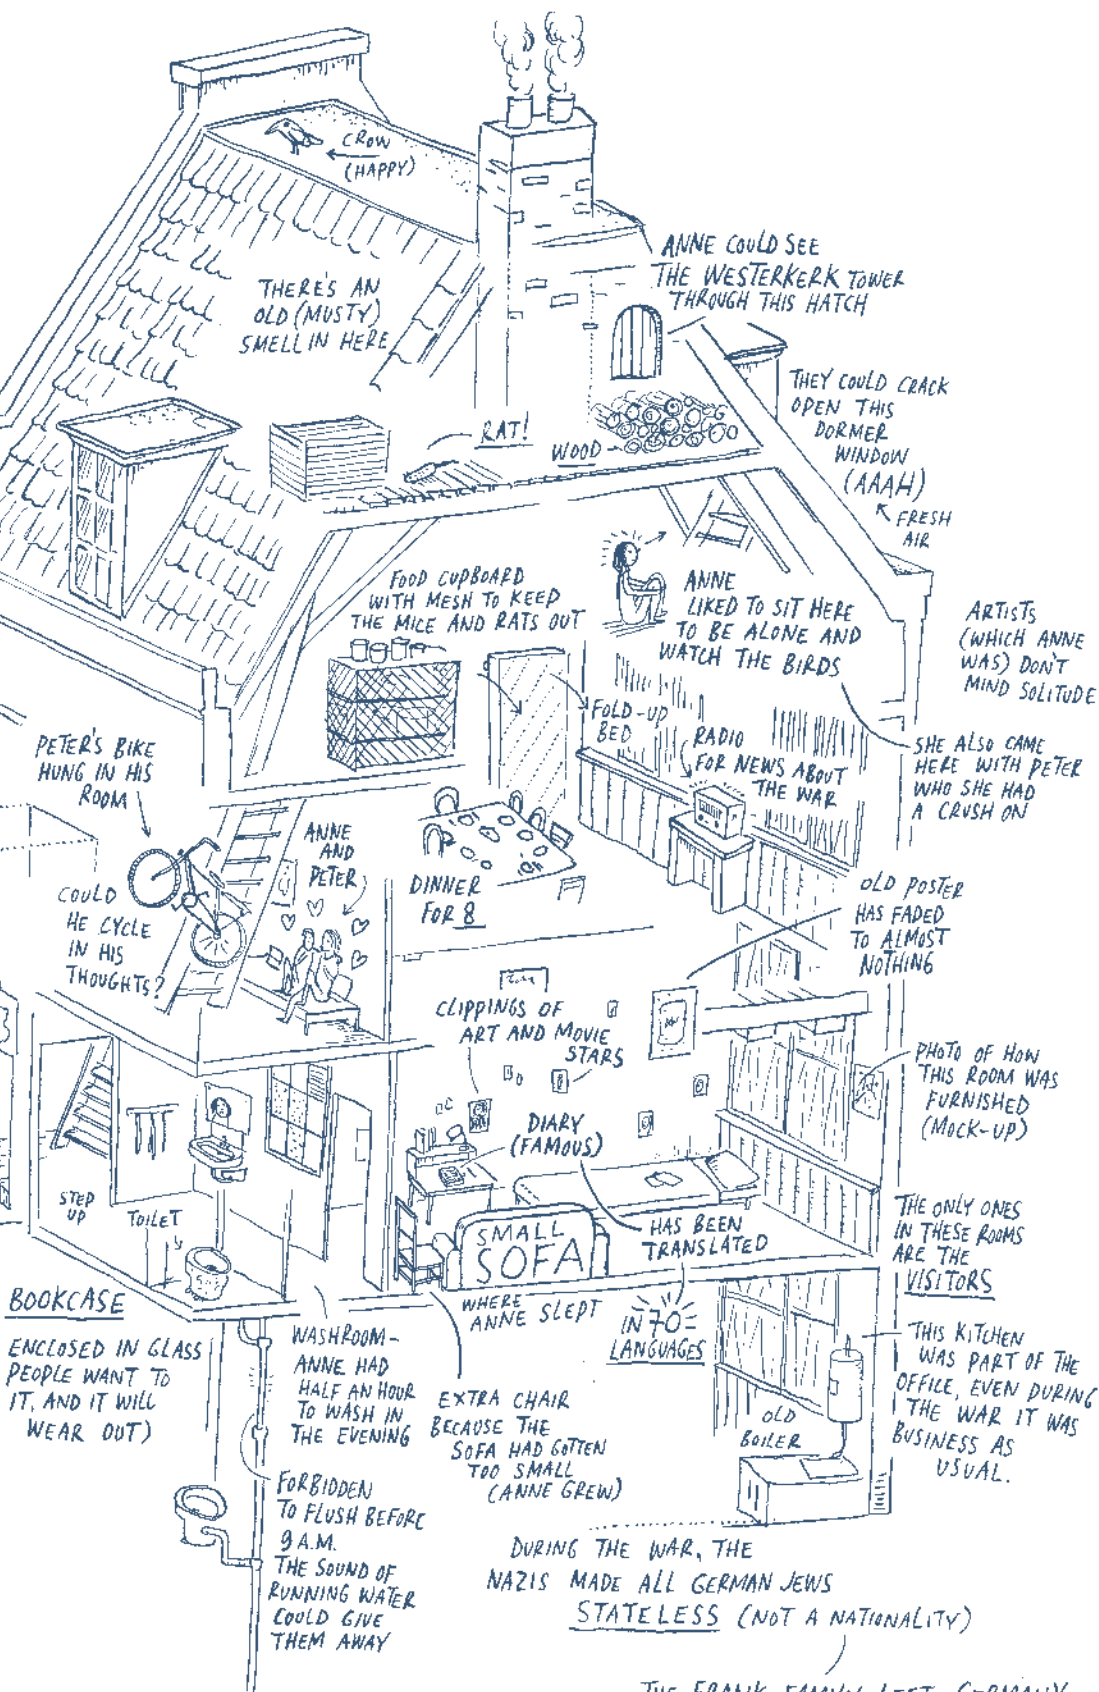 CROW
(HAPPY)
ANNE COULD SEE
THE WESTERKERK TOWER
THROUGH THIS HATCH
THERE'S AN
OLD (MUSTY)
SMELL IN HERE
THEY COULD CRACK
OPEN THIS
DORMER
WINDOW
(AAAH)
FRESH
AIR
RAT!
WOOD
FOOD CUPBOARD
WITH MESH TO KEEP
THE MICE AND RATS OUT
ANNE
LIKED TO SIT HERE
TO BE ALONE AND
WATCH THE BIRDS
ARTISTS
(WHICH ANNE
WAS) DON'T
MIND SOLITUDE
FOLD-UP
BED
RADIO
FOR NEWS ABOUT
THE WAR
SHE ALSO CAME
HERE WITH PETER
WHO SHE HAD
A CRUSH ON
PETER'S BIKE
HUNG IN HIS
ROOM
ANNE
AND
PETER
COULD
HE CYCLE
IN HIS
THOUGHTS?
DINNER
FOR 8
OLD POSTER
HAS FADED
TO ALMOST
NOTHING
CLIPPINGS OF
ART AND MOVIE
STARS
PHOTO OF HOW
THIS ROOM WAS
FURNISHED
(MOCK-UP)
DIARY
(FAMOUS)
STEP
UP
TOILET
SMALL
SOFA
HAS BEEN
TRANSLATED
THE ONLY ONES
IN THESE ROOMS
ARE THE
VISITORS
WHERE
ANNE SLEPT
IN 70
LANGUAGES
BOOKCASE
ENCLOSED IN GLASS
PEOPLE WANT TO
IT, AND IT WILL
WEAR OUT)
WASHROOM-
ANNE HAD
HALF AN HOUR
TO WASH IN
THE EVENING
EXTRA CHAIR
BECAUSE THE
SOFA HAD GOTTEN
TOO SMALL
(ANNE GREW)
OLD
BOILER
THIS KITCHEN
WAS PART OF THE
OFFICE, EVEN DURING
THE WAR IT WAS
BUSINESS AS
USUAL.
FORBIDDEN
TO FLUSH BEFORE
9 A.M.
THE SOUND OF
RUNNING WATER
COULD GIVE
THEM AWAY
DURING THE WAR, THE
NAZIS MADE ALL GERMAN JEWS
STATELESS (NOT A NATIONALITY)
THE FRANK FAMILY LEFT GERMANY